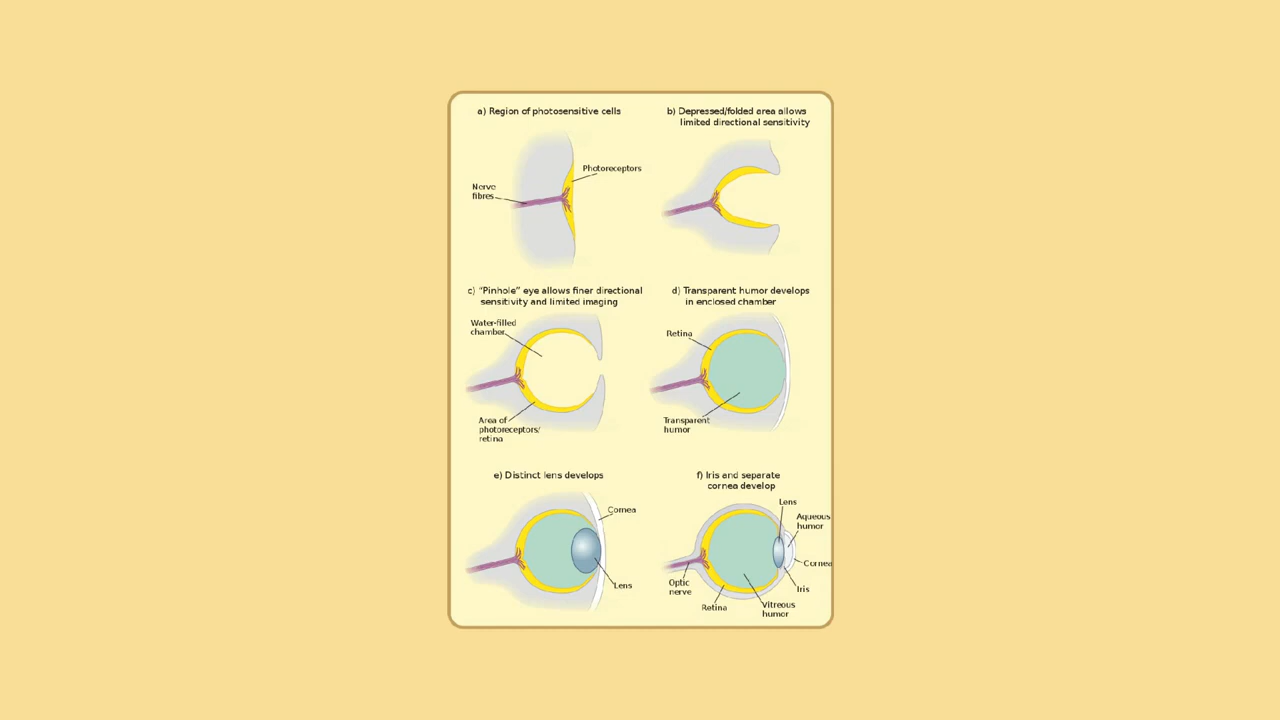 a) Region of photosensitive cells
Photoreceptors
Nerve
fibres
b) Depressed/folded area allows
limited directional sensitivity
c) “Pinhole” eye allows finer directional
sensitivity and limited imaging
Water-filled
chamber
Area of
photoreceptors/
retina
d) Transparent humor develops
in enclosed chamber
Retina
Transparent
humor
e) Distinct lens develops
Cornea
Lens
f) Iris and separate
cornea develop
Lens
Aqueous
humor
Cornea
Iris
Optic
nerve
Retina
Vitreous
humor